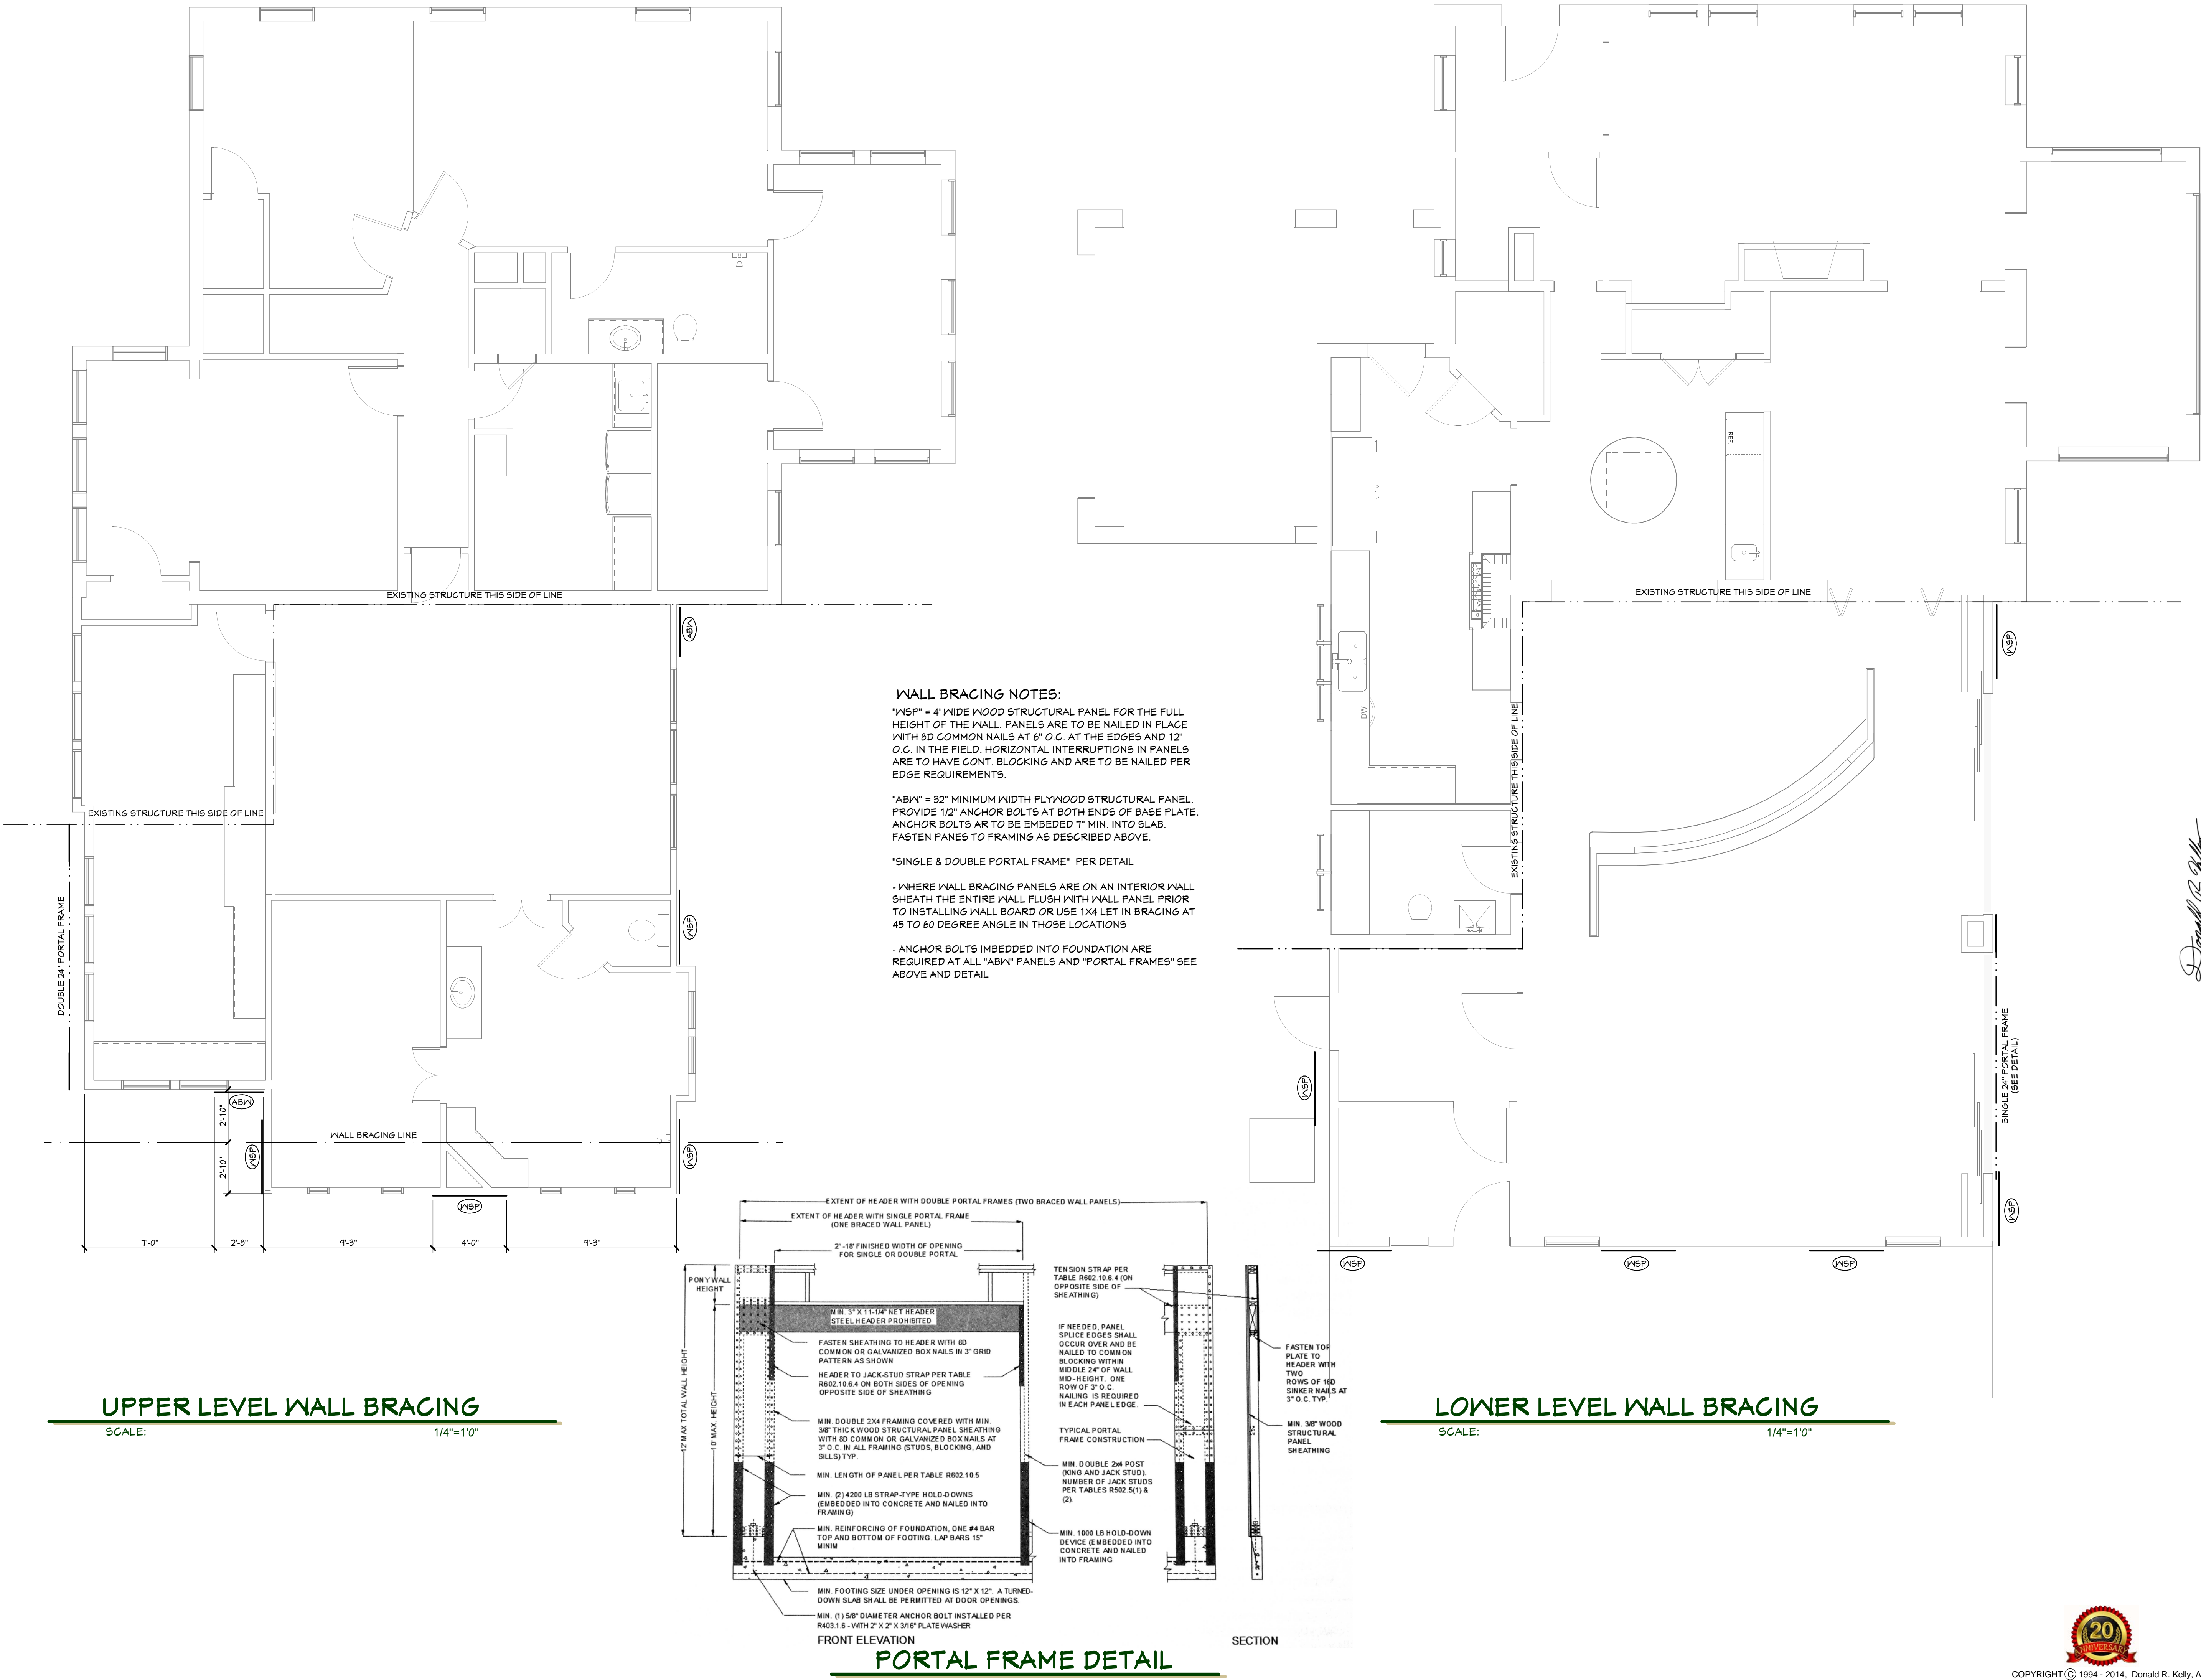 EXISTING STRUCTURE THIS SIDE OF LINE
ABW
EXISTING STRUCTURE THIS SIDE OF LINE
DOUBLE 24" PORTAL FRAME
WSP
ABW
2'-10"
WALL BRACING LINE
2'-10"
WSP
WSP
WSP
7'-0"
2'-8"
9'-3"
4'-0"
9'-3"
UPPER LEVEL WALL BRACING
SCALE:
1/4"=1'0"
WALL BRACING NOTES:
"WSP" = 4' WIDE WOOD STRUCTURAL PANEL FOR THE FULL
HEIGHT OF THE WALL. PANELS ARE TO BE NAILED IN PLACE
WITH 8D COMMON NAILS AT 6" O.C. AT THE EDGES AND 12"
O.C. IN THE FIELD. HORIZONTAL INTERRUPTIONS IN PANELS
ARE TO HAVE CONT. BLOCKING AND ARE TO BE NAILED PER
EDGE REQUIREMENTS.
"ABW" = 32" MINIMUM WIDTH PLYWOOD STRUCTURAL PANEL.
PROVIDE 1/2" ANCHOR BOLTS AT BOTH ENDS OF BASE PLATE.
ANCHOR BOLTS AR TO BE EMBEDED 7" MIN. INTO SLAB.
FASTEN PANES TO FRAMING AS DESCRIBED ABOVE.
"SINGLE & DOUBLE PORTAL FRAME" PER DETAIL
- WHERE WALL BRACING PANELS ARE ON AN INTERIOR WALL
SHEATH THE ENTIRE WALL FLUSH WITH WALL PANEL PRIOR
TO INSTALLING WALL BOARD OR USE 1X4 LET IN BRACING AT
45 TO 60 DEGREE ANGLE IN THOSE LOCATIONS
- ANCHOR BOLTS IMBEDDED INTO FOUNDATION ARE
REQUIRED AT ALL "ABW" PANELS AND "PORTAL FRAMES" SEE
ABOVE AND DETAIL
REF.
EXISTING STRUCTURE THIS SIDE OF LINE
WSP
DW
EXISTING STRUCTURE THIS SIDE OF LINE
SINGLE 24" PORTAL FRAME
(SEE DETAIL)
WSP
WSP
WSP
WSP
WSP
LOWER LEVEL WALL BRACING
SCALE:
1/4"=1'0"
EXTENT OF HEADER WITH DOUBLE PORTAL FRAMES (TWO BRACED WALL PANELS)
EXTENT OF HEADER WITH SINGLE PORTAL FRAME
(ONE BRACED WALL PANEL)
2' -18' FINISHED WIDTH OF OPENING
FOR SINGLE OR DOUBLE PORTAL
PONY WALL
HEIGHT
12' MAX. TOTAL WALL HEIGHT
10' MAX. HEIGHT
MIN. 3" X 11-1/4" NET HEADER
STEEL HEADER PROHIBITED
FASTEN SHEATHING TO HEADER WITH 8D
COMMON OR GALVANIZED BOX NAILS IN 3" GRID
PATTERN AS SHOWN
HEADER TO JACK-STUD STRAP PER TABLE
R602.10.6.4 ON BOTH SIDES OF OPENING
OPPOSITE SIDE OF SHEATHING
MIN. DOUBLE 2X4 FRAMING COVERED WITH MIN.
3/8" THICK WOOD STRUCTURAL PANEL SHEATHING
WITH 8D COMMON OR GALVANIZED BOX NAILS AT
3" O.C. IN ALL FRAMING (STUDS, BLOCKING, AND
SILLS) TYP.
MIN. LENGTH OF PANEL PER TABLE R602.10.5
MIN. (2) 4200 LB STRAP-TYPE HOLD-DOWNS
(EMBEDDED INTO CONCRETE AND NAILED INTO
FRAMING)
MIN. REINFORCING OF FOUNDATION, ONE #4 BAR
TOP AND BOTTOM OF FOOTING. LAP BARS 15"
MINIM
MIN. FOOTING SIZE UNDER OPENING IS 12" X 12". A TURNED-
DOWN SLAB SHALL BE PERMITTED AT DOOR OPENINGS.
MIN. (1) 5/8" DIAMETER ANCHOR BOLT INSTALLED PER
R403.1.6 - WITH 2" X 2" X 3/16" PLATE WASHER
FRONT ELEVATION
TENSION STRAP PER
TABLE R602.10.6.4 (ON
OPPOSITE SIDE OF
SHEATHING)
IF NEEDED, PANEL
SPLICE EDGES SHALL
OCCUR OVER AND BE
NAILED TO COMMON
BLOCKING WITHIN
MIDDLE 24" OF WALL
MID-HEIGHT. ONE
ROW OF 3" O.C.
NAILING IS REQUIRED
IN EACH PANEL EDGE.
TYPICAL PORTAL
FRAME CONSTRUCTION
MIN. DOUBLE 2x4 POST
(KING AND JACK STUD).
NUMBER OF JACK STUDS
PER TABLES R502.5(1) &
(2).
MIN. 1000 LB HOLD-DOWN
DEVICE (EMBEDDED INTO
CONCRETE AND NAILED
INTO FRAMING
FASTEN TOP
PLATE TO
HEADER WITH
TWO
ROWS OF 16D
SINKER NAILS AT
3" O.C. TYP.
MIN. 3/8" WOOD
STRUCTURAL
PANEL
SHEATHING
SECTION
PORTAL FRAME DETAIL
20
ANNIVERSARY
COPYRIGHT © 1994 - 2014, Donald R. Kelly, A